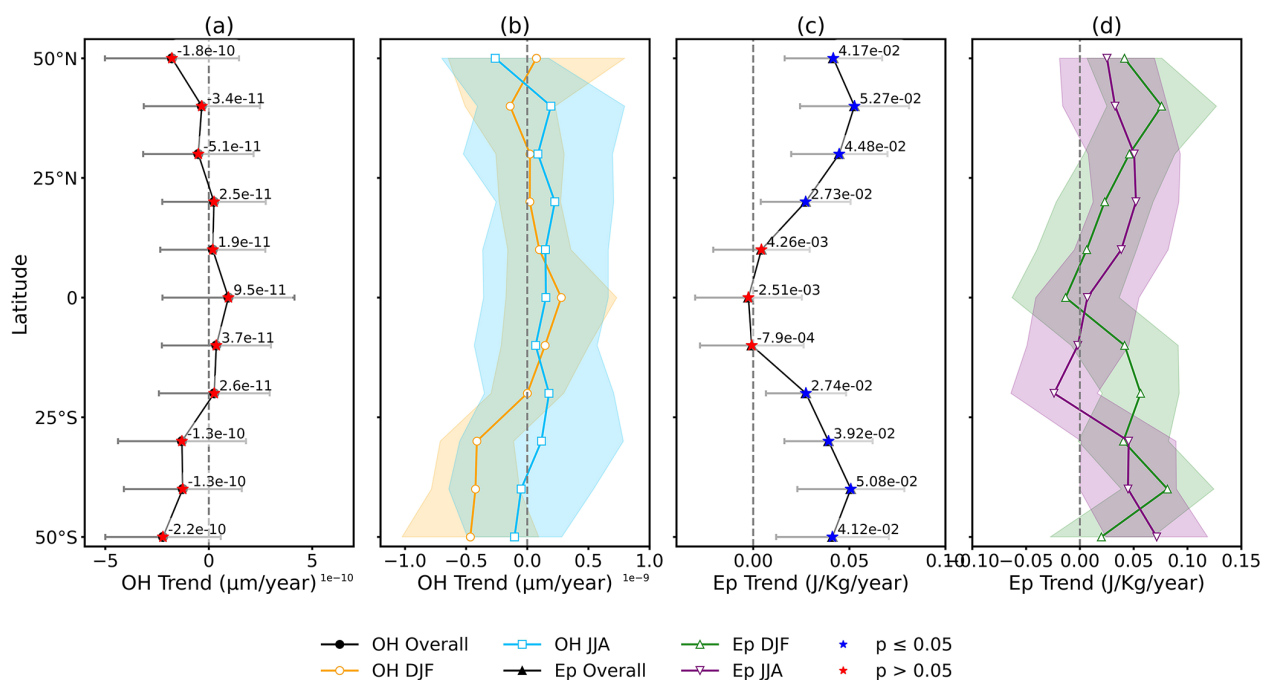 (a) (b) (c) (d)
50°N
25°N
0
25°S
50°S
Latitude
-1.8e-10
-3.4e-11
-5.1e-11
2.5e-11
1.9e-11
9.5e-11
3.7e-11
2.6e-11
-1.3e-10
-1.3e-10
-2.2e-10
4.17e-02
5.27e-02
4.48e-02
2.73e-02
4.26e-03
-2.51e-03
-7.9e-04
2.74e-02
3.92e-02
5.08e-02
4.12e-02
−5 0 5
1e-10
OH Trend (μm/year)
−1.0 −0.5 0.0 0.5 1.0
1e-9
OH Trend (μm/year)
0.00 0.05 0.10
Ep Trend (J/Kg/year)
−0.10 −0.05 0.00 0.05 0.10 0.15
Ep Trend (J/Kg/year)
OH Overall OH JJA Ep DJF p ≤ 0.05
OH DJF Ep Overall Ep JJA p > 0.05